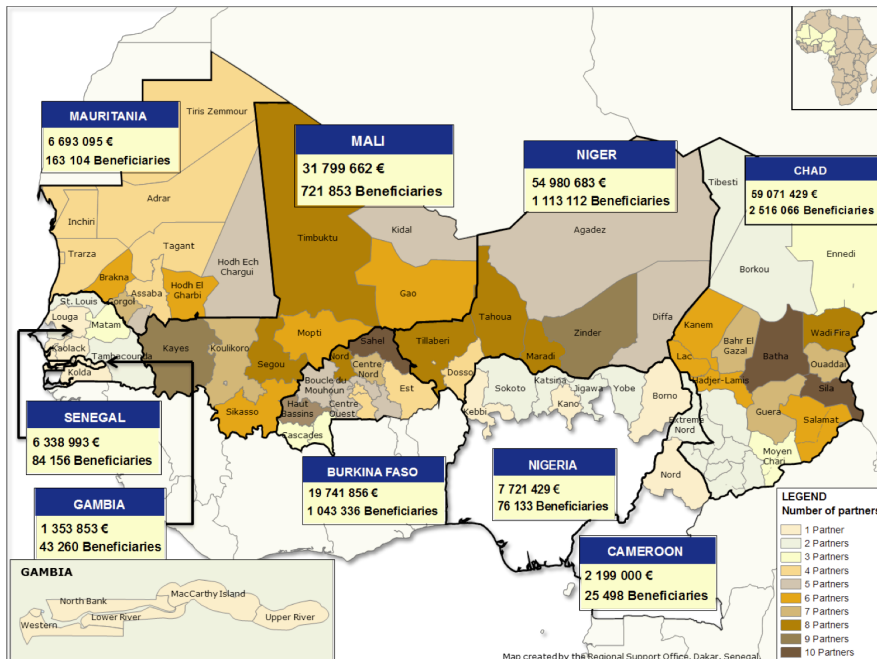 MAURITANIA
6 693 095 €
163 104 Beneficiaries
MALI
31 799 662 €
721 853 Beneficiaries
NIGER
54 980 683 €
1 113 112 Beneficiaries
CHAD
59 071 429 €
2 516 066 Beneficiaries
Tiris Zemmour
Adrar
Inchiri
Trarza
Tagant
Brakna
Assaba
Gorgol
Hodh El
Gharbi
Hodh Ech
Chargui
Timbuktu
Kidal
Gao
Agadez
Tahoua
Zinder
Diffa
Tillaberi
Maradi
Dosso
Tibesti
Ennedi
Borkou
Kanem
Lac
Bahr El
Gazal
Batha
Wadi Fira
Ouaddai
Hadjer-Lamis
Sila
Guera
Salamat
Moyen
Chari
St. Louis
Louga
Matam
Kaolack
Tambacounda
Kolda
Kayes
Koulikoro
Segou
Mopti
Sikasso
Nord
Sahel
Centre
Nord
Boucle du
Mouhoun
Est
Haut
Bassins
Centre
Ouest
Cascades
Kebbi
Sokoto
Katsina
Kano
Jigawa
Yobe
Borno
Extreme
Nord
Nord
SENEGAL
6 338 993 €
84 156 Beneficiaries
GAMBIA
1 353 853 €
43 260 Beneficiaries
BURKINA FASO
19 741 856 €
1 043 336 Beneficiaries
NIGERIA
7 721 429 €
76 133 Beneficiaries
CAMEROON
2 199 000 €
25 498 Beneficiaries
GAMBIA
North Bank
MacCarthy Island
Western
Lower River
Upper River
LEGEND
Number of partners
1 Partner
2 Partners
3 Partners
4 Partners
5 Partners
6 Partners
7 Partners
8 Partners
9 Partners
10 Partners
Map created by the Regional Support Office, Dakar, Senegal.